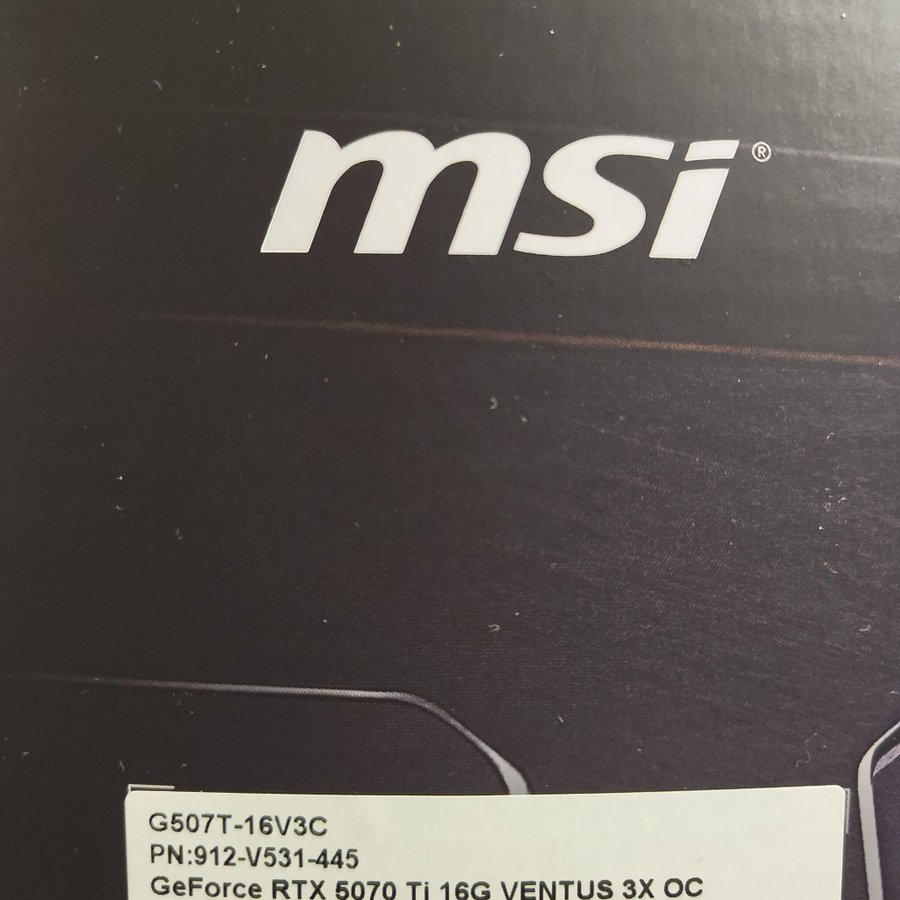 msi®
G507T-16V3C
PN:912-V531-445
GeForce RTX 5070 Ti 16G VENTUS 3X OC